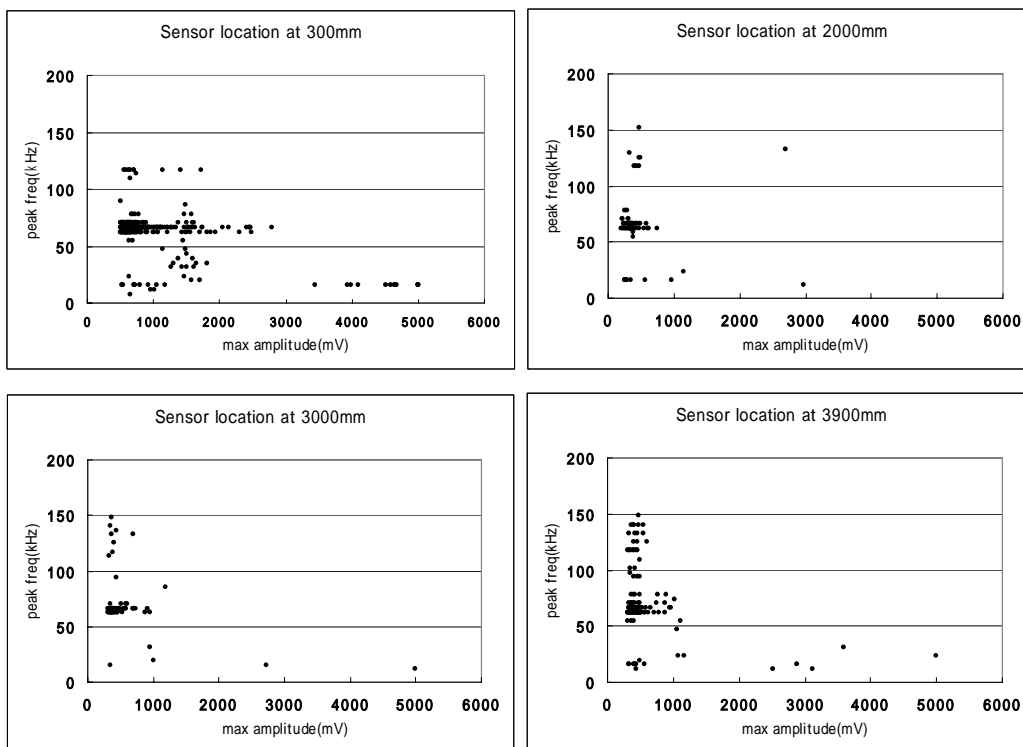 Sensor location at 300mm
200
150
100
50
0
peak freq(kHz)
0 1000 2000 3000 4000 5000 6000
max amplitude(mV)
Sensor location at 2000mm
200
150
100
50
0
peak freq(kHz)
0 1000 2000 3000 4000 5000 6000
max amplitude(mV)
Sensor location at 3000mm
200
150
100
50
0
peak freq(kHz)
0 1000 2000 3000 4000 5000 6000
max amplitude(mV)
Sensor location at 3900mm
200
150
100
50
0
peak freq(kHz)
0 1000 2000 3000 4000 5000 6000
max amplitude(mV)